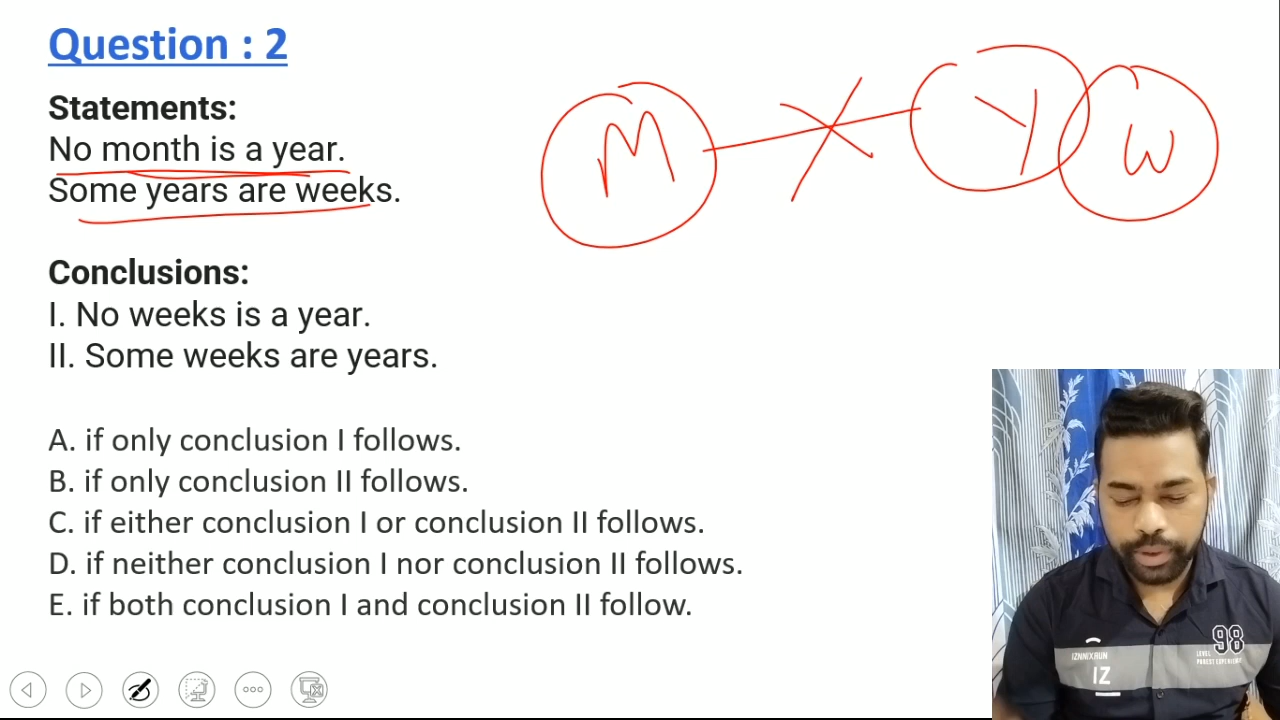 Question : 2
Statements:
No month is a year.
Some years are weeks.
M
Y
W
Conclusions:
I. No weeks is a year.
II. Some weeks are years.
A. if only conclusion I follows.
B. if only conclusion II follows.
C. if either conclusion I or conclusion II follows.
D. if neither conclusion I nor conclusion II follows.
E. if both conclusion I and conclusion II follow.
98
IZ